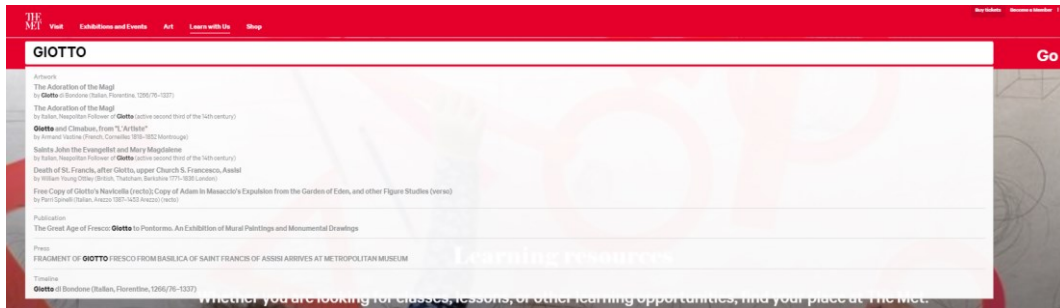 Buy tickets Become a Member
THE MET Visit Exhibitions and Events Art Learn with Us Shop
GIOTTO Go
Artwork
The Adoration of the Magi
by Giotto di Bondone (Italian, Florentine, 1266/76–1337)
The Adoration of the Magi
by Italian, Neapolitan Follower of Giotto (active second third of the 14th century)
Giotto and Cimabue, from "L'Artiste"
by Armand Vastine (French, Corneilles 1818–1852 Montrouge)
Saints John the Evangelist and Mary Magdalene
by Italian, Neapolitan Follower of Giotto (active second third of the 14th century)
Death of St. Francis, after Giotto, upper Church S. Francesco, Assisi
by William Young Ottley (British, Thatcham, Berkshire 1771–1836 London)
Free Copy of Giotto's Navicella (recto); Copy of Adam in Masaccio's Expulsion from the Garden of Eden, and other Figure Studies (verso)
by Parri Spinelli (Italian, Arezzo 1387–1453 Arezzo) (recto)
Publication
The Great Age of Fresco: Giotto to Pontormo. An Exhibition of Mural Paintings and Monumental Drawings
Press
FRAGMENT OF GIOTTO FRESCO FROM BASILICA OF SAINT FRANCIS OF ASSISI ARRIVES AT METROPOLITAN MUSEUM
Learning resources
Timeline
Giotto di Bondone (Italian, Florentine, 1266/76–1337)
Whether you are looking for classes, lessons, or other learning opportunities, find your place at The Met.